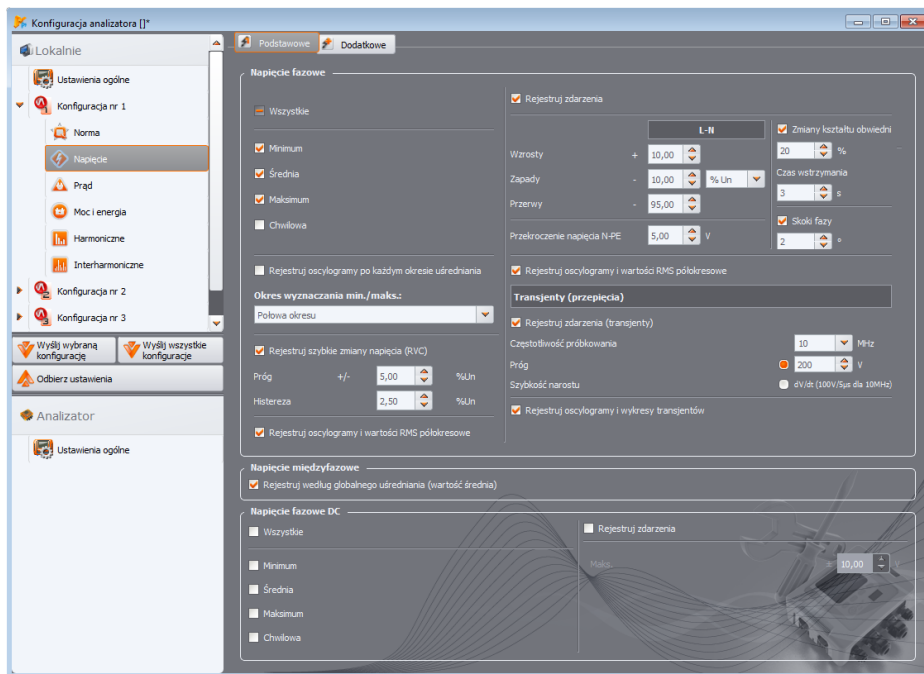 Konfiguracja analizatora []*
Lokalnie
Ustawienia ogólne
Konfiguracja nr 1
Norma
Napięcie
Prąd
Moc i energia
Harmoniczne
Interharmoniczne
Konfiguracja nr 2
Konfiguracja nr 3
Wyślij wybraną konfigurację
Wyślij wszystkie konfiguracje
Odbierz ustawienia
Analizator
Ustawienia ogólne
Podstawowe
Dodatkowe
Napięcie fazowe
Wszystkie
Minimum
Średnia
Maksimum
Chwilowa
Rejestruj oscylogramy po każdym okresie uśredniania
Okres wyznaczania min./maks.:
Połowa okresu
Rejestruj szybkie zmiany napięcia (RVC)
Próg +/- 5,00 %Un
Histereza 2,50 %Un
Rejestruj oscylogramy i wartości RMS półokresowe
Rejestruj zdarzenia
L-N
Wzrosty + 10,00
Zapady - 10,00 % Un
Przerwy - 95,00
Przekroczenie napięcia N-PE 5,00 V
Zmiany kształtu obwiedni
20 %
Czas wstrzymania
3 s
Skoki fazy
2 °
Rejestruj oscylogramy i wartości RMS półokresowe
Transjenty (przepięcia)
Rejestruj zdarzenia (transjenty)
Częstotliwość próbkowania 10 MHz
Próg 200 V
Szybkość narostu dV/dt (100V/5µs dla 10MHz)
Rejestruj oscylogramy i wykresy transjentów
Napięcie międzyfazowe
Rejestruj według globalnego uśredniania (wartość średnia)
Napięcie fazowe DC
Wszystkie
Minimum
Średnia
Maksimum
Chwilowa
Rejestruj zdarzenia
Maks. ± 10,00 V